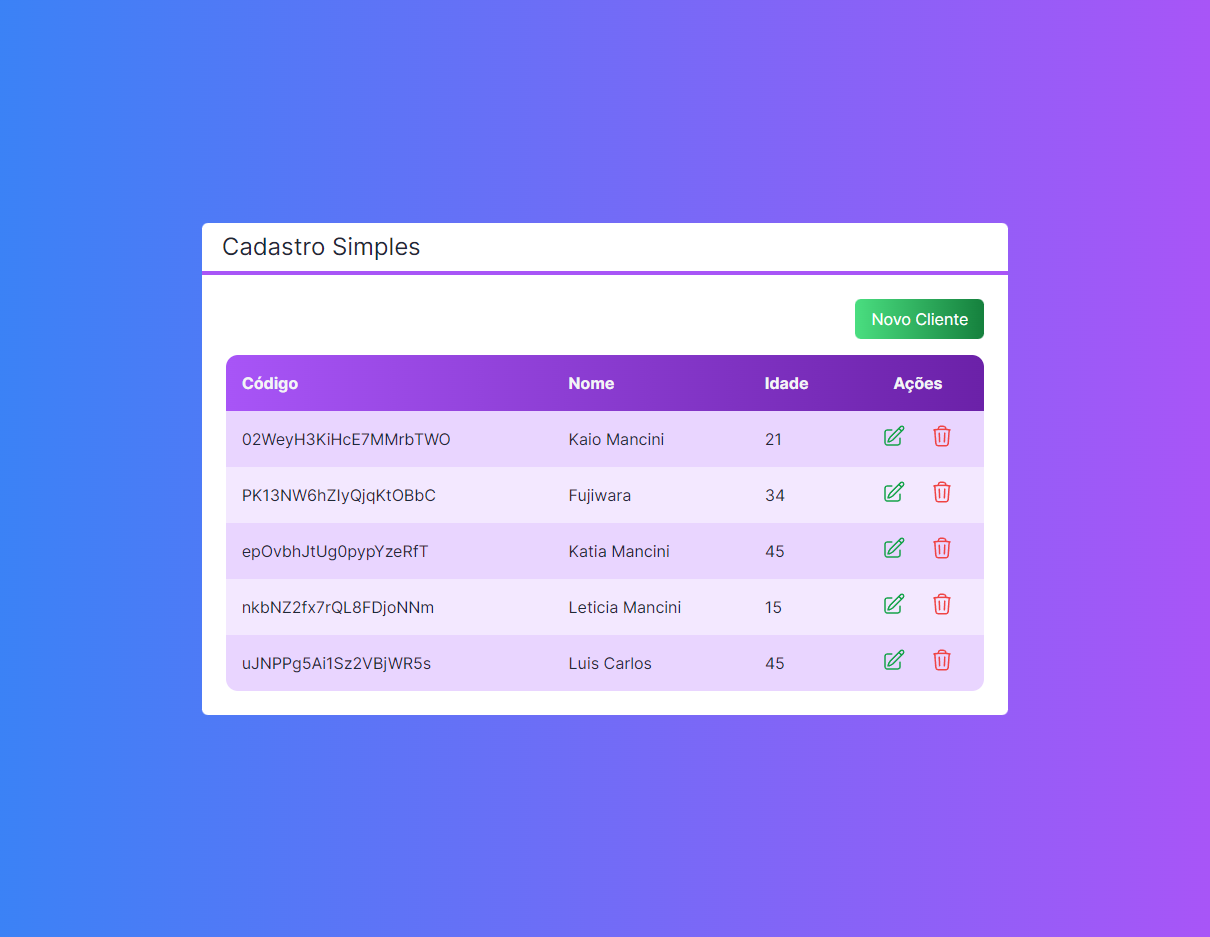 Cadastro Simples
Novo Cliente
Código Nome Idade Ações
02WeyH3KiHcE7MMrbTWO Kaio Mancini 21
PK13NW6hZIyQjqKtOBbC Fujiwara 34
epOvbhJtUg0pypYzeRfT Katia Mancini 45
nkbNZ2fx7rQL8FDjoNNm Leticia Mancini 15
uJNPPg5Ai1Sz2VBjWR5s Luis Carlos 45